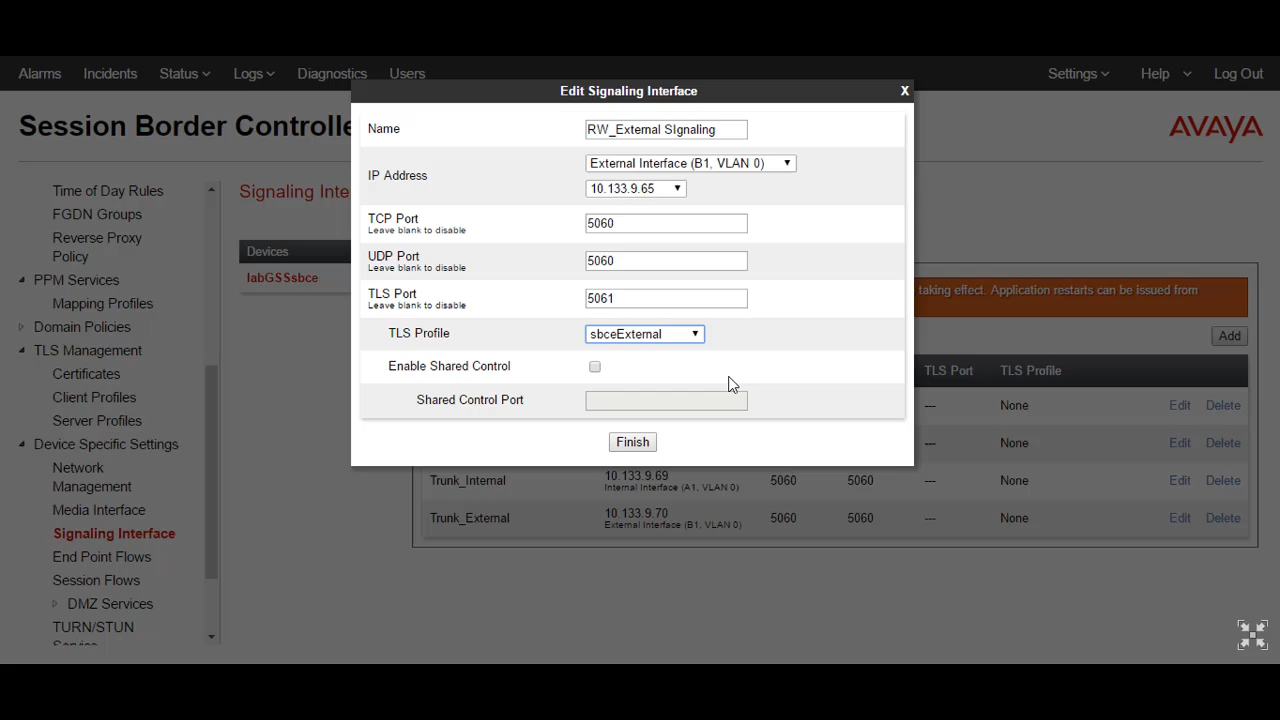 Alarms Incidents Status Logs Diagnostics Users Settings Help Log Out
Edit Signaling Interface X
Session Border Controlle
AVAYA
Time of Day Rules
FGDN Groups
Reverse Proxy
Policy
PPM Services
Mapping Profiles
Domain Policies
TLS Management
Certificates
Client Profiles
Server Profiles
Device Specific Settings
Network
Management
Media Interface
Signaling Interface
End Point Flows
Session Flows
DMZ Services
TURN/STUN
Service
Signaling Inte
Devices
labGSSsbce
Name RW_External SIgnaling
IP Address External Interface (B1, VLAN 0)
10.133.9.65
TCP Port 5060
Leave blank to disable
UDP Port 5060
Leave blank to disable
TLS Port 5061
Leave blank to disable
TLS Profile sbceExternal
Enable Shared Control
Shared Control Port
Finish
taking effect. Application restarts can be issued from
Add
TLS Port TLS Profile
--- None Edit Delete
--- None Edit Delete
Trunk_Internal 10.133.9.69 5060 5060 --- None Edit Delete
Internal Interface (A1, VLAN 0)
Trunk_External 10.133.9.70 5060 5060 --- None Edit Delete
External Interface (B1, VLAN 0)